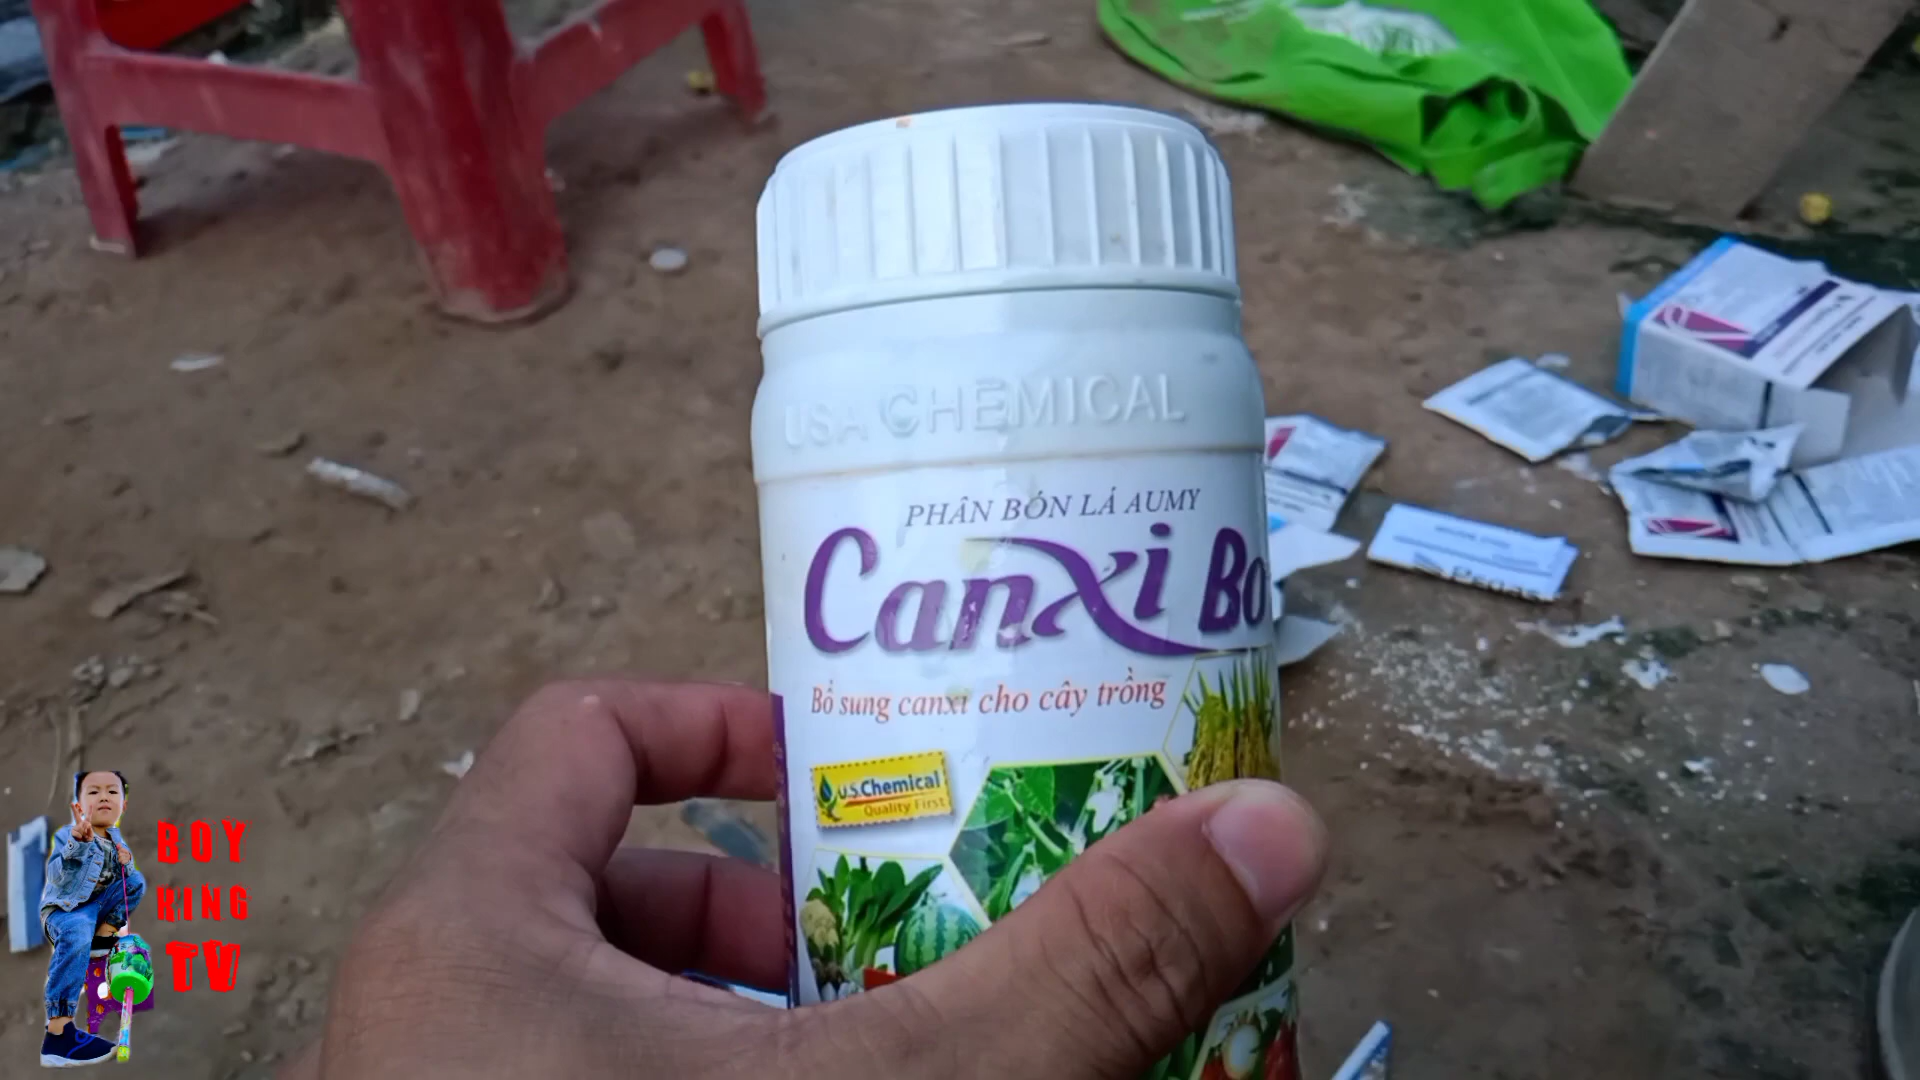 USA CHEMICAL
PHÂN BÓN LÁ AUMY
Canxi Bo
Bổ sung canxi cho cây trồng
U.S.Chemical
Quality First
BOY
KING
TV